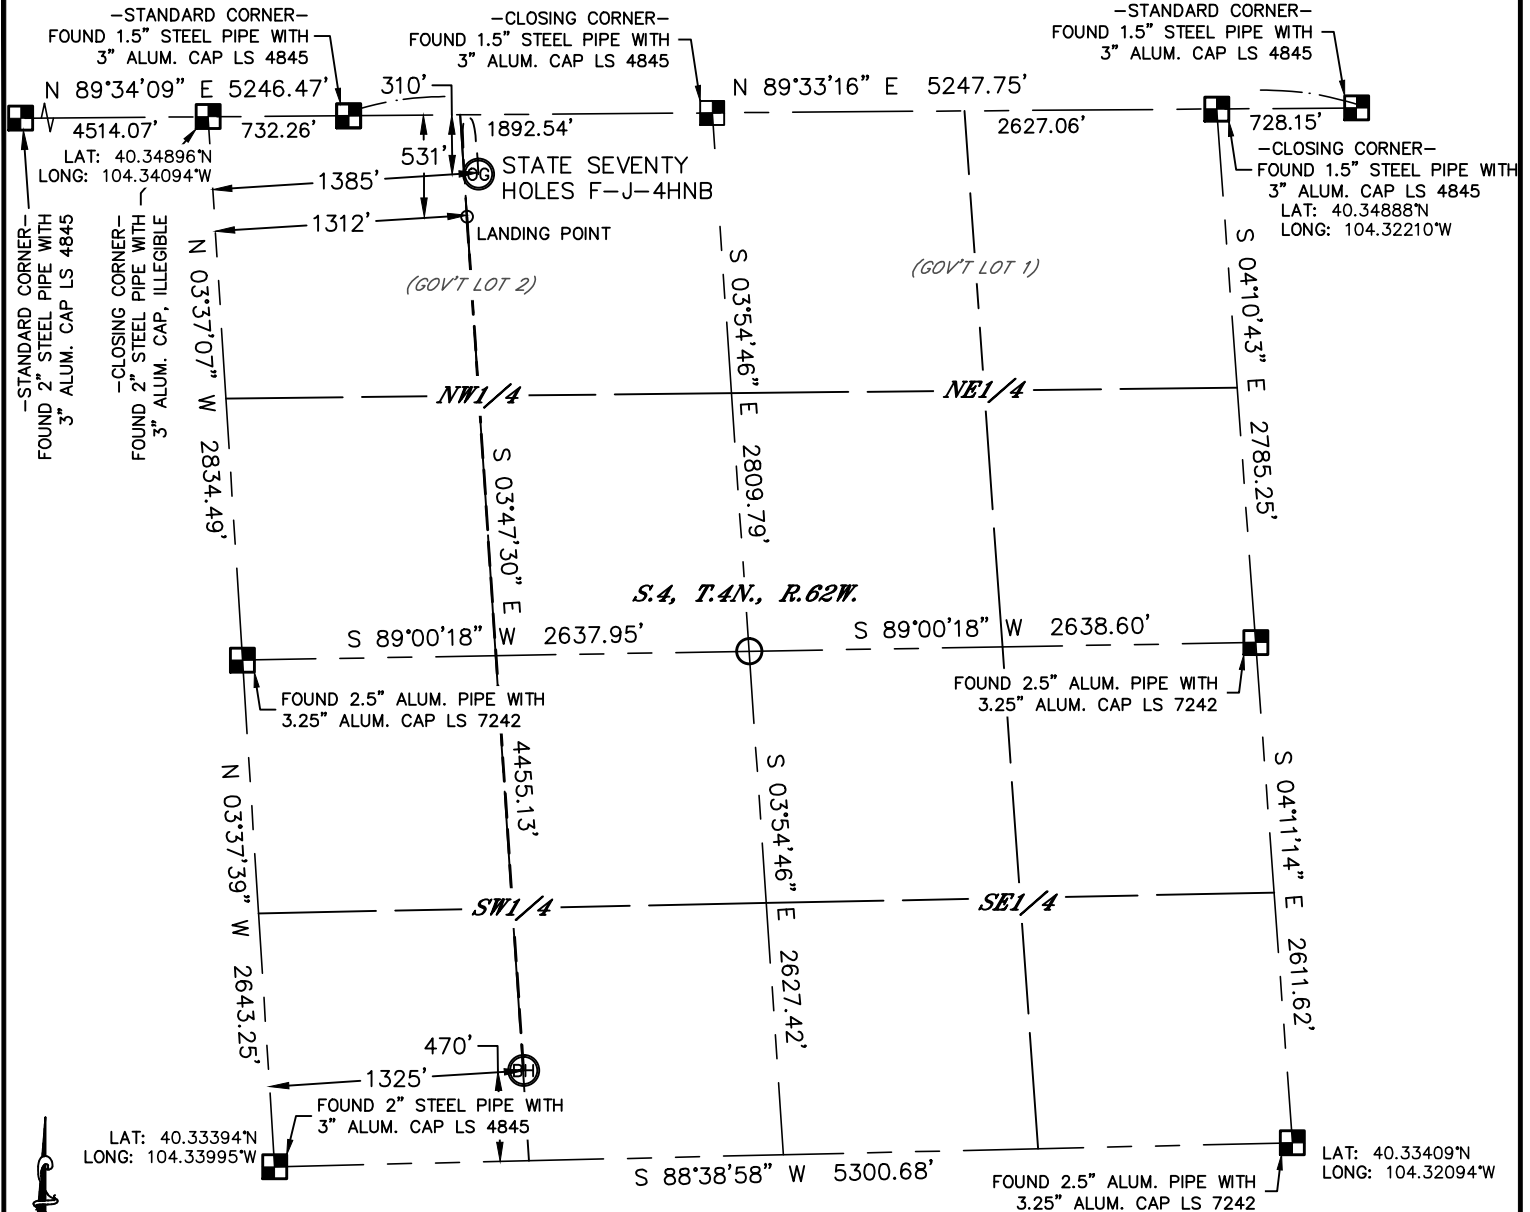 -STANDARD CORNER-
FOUND 1.5" STEEL PIPE WITH
3" ALUM. CAP LS 4845
-CLOSING CORNER-
FOUND 1.5" STEEL PIPE WITH
3" ALUM. CAP LS 4845
-STANDARD CORNER-
FOUND 1.5" STEEL PIPE WITH
3" ALUM. CAP LS 4845
N 89°34'09" E 5246.47'
310'
N 89°33'16" E 5247.75'
4514.07'
732.26'
1892.54'
2627.06'
728.15'
LAT: 40.34896°N
LONG: 104.34094°W
531'
1385'
OG
STATE SEVENTY
HOLES F-J-4HNB
-CLOSING CORNER-
FOUND 1.5" STEEL PIPE WITH
3" ALUM. CAP LS 4845
LAT: 40.34888°N
LONG: 104.32210°W
1312'
LANDING POINT
-STANDARD CORNER-
FOUND 2" STEEL PIPE WITH
3" ALUM. CAP LS 4845
-CLOSING CORNER-
FOUND 2" STEEL PIPE WITH
3" ALUM. CAP, ILLEGIBLE
N 03°37'07" W 2834.49'
(GOV'T LOT 2)
S 03°54'46" E 2809.79'
(GOV'T LOT 1)
S 04°10'43" E 2785.25'
NW1/4
NE1/4
S 03°47'30" E 4455.13'
S.4, T.4N., R.62W.
S 89°00'18" W 2637.95'
S 89°00'18" W 2638.60'
FOUND 2.5" ALUM. PIPE WITH
3.25" ALUM. CAP LS 7242
FOUND 2.5" ALUM. PIPE WITH
3.25" ALUM. CAP LS 7242
N 03°37'39" W 2643.25'
S 03°54'46" E 2627.42'
S 04°11'14" E 2611.62'
SW1/4
SE1/4
470'
BH
1325'
FOUND 2" STEEL PIPE WITH
3" ALUM. CAP LS 4845
LAT: 40.33394°N
LONG: 104.33995°W
S 88°38'58" W 5300.68'
FOUND 2.5" ALUM. PIPE WITH
3.25" ALUM. CAP LS 7242
LAT: 40.33409°N
LONG: 104.32094°W